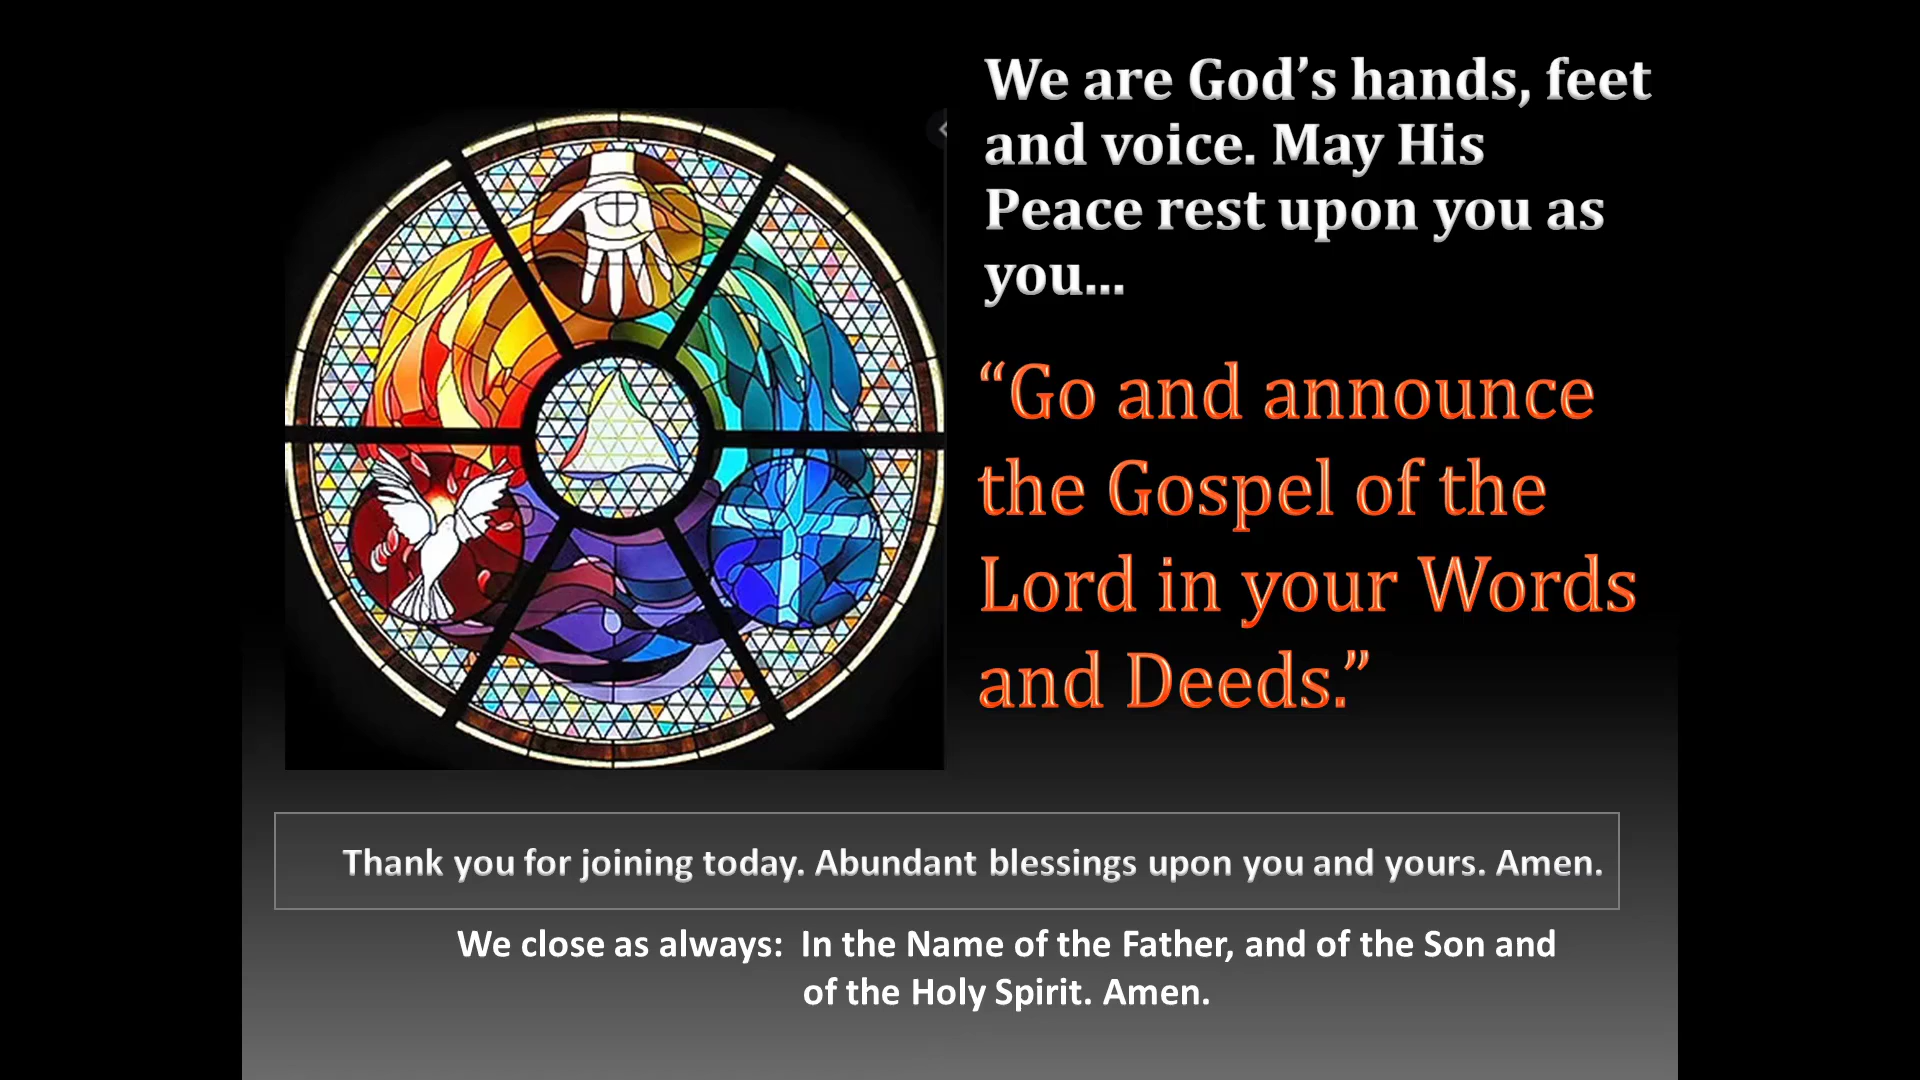 We are God’s hands, feet
and voice. May His
Peace rest upon you as
you...
“Go and announce
the Gospel of the
Lord in your Words
and Deeds.”
Thank you for joining today. Abundant blessings upon you and yours. Amen.
We close as always:  In the Name of the Father, and of the Son and
of the Holy Spirit. Amen.